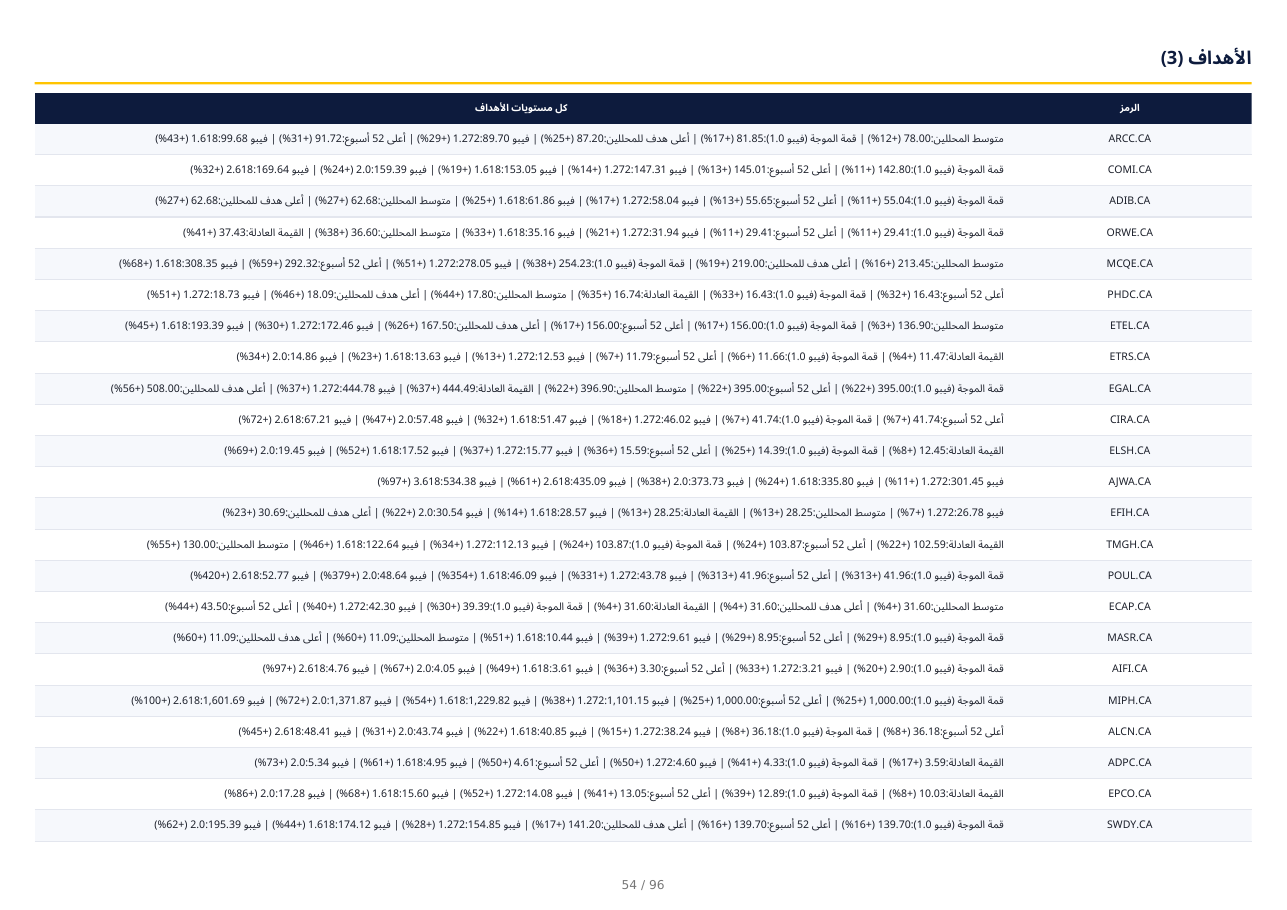 الأهداف (3)
الرمز كل مستويات الأهداف
ARCC.CA متوسط المحللين:78.00 (+12%) | قمة الموجة (فيبو 1.0):81.85 (+17%) | أعلى هدف للمحللين:87.20 (+25%) | فيبو 1.272:89.70 (+29%) | أعلى 52 أسبوع:91.72 (+31%) | فيبو 1.618:99.68 (+43%)
COMI.CA قمة الموجة (فيبو 1.0):142.80 (+11%) | أعلى 52 أسبوع:145.01 (+13%) | فيبو 1.272:147.31 (+14%) | فيبو 1.618:153.05 (+19%) | فيبو 2.0:159.39 (+24%) | فيبو 2.618:169.64 (+32%)
ADIB.CA قمة الموجة (فيبو 1.0):55.04 (+11%) | أعلى 52 أسبوع:55.65 (+13%) | فيبو 1.272:58.04 (+17%) | فيبو 1.618:61.86 (+25%) | متوسط المحللين:62.68 (+27%) | أعلى هدف للمحللين:62.68 (+27%)
ORWE.CA قمة الموجة (فيبو 1.0):29.41 (+11%) | أعلى 52 أسبوع:29.41 (+11%) | فيبو 1.272:31.94 (+21%) | فيبو 1.618:35.16 (+33%) | متوسط المحللين:36.60 (+38%) | القيمة العادلة:37.43 (+41%)
MCQE.CA متوسط المحللين:213.45 (+16%) | أعلى هدف للمحللين:219.00 (+19%) | قمة الموجة (فيبو 1.0):254.23 (+38%) | فيبو 1.272:278.05 (+51%) | أعلى 52 أسبوع:292.32 (+59%) | فيبو 1.618:308.35 (+68%)
PHDC.CA أعلى 52 أسبوع:16.43 (+32%) | قمة الموجة (فيبو 1.0):16.43 (+33%) | القيمة العادلة:16.74 (+35%) | متوسط المحللين:17.80 (+44%) | أعلى هدف للمحللين:18.09 (+46%) | فيبو 1.272:18.73 (+51%)
ETEL.CA متوسط المحللين:136.90 (+3%) | قمة الموجة (فيبو 1.0):156.00 (+17%) | أعلى 52 أسبوع:156.00 (+17%) | أعلى هدف للمحللين:167.50 (+26%) | فيبو 1.272:172.46 (+30%) | فيبو 1.618:193.39 (+45%)
ETRS.CA القيمة العادلة:11.47 (+4%) | قمة الموجة (فيبو 1.0):11.66 (+6%) | أعلى 52 أسبوع:11.79 (+7%) | فيبو 1.272:12.53 (+13%) | فيبو 1.618:13.63 (+23%) | فيبو 2.0:14.86 (+34%)
EGAL.CA قمة الموجة (فيبو 1.0):395.00 (+22%) | أعلى 52 أسبوع:395.00 (+22%) | متوسط المحللين:396.90 (+22%) | القيمة العادلة:444.49 (+37%) | فيبو 1.272:444.78 (+37%) | أعلى هدف للمحللين:508.00 (+56%)
CIRA.CA أعلى 52 أسبوع:41.74 (+7%) | قمة الموجة (فيبو 1.0):41.74 (+7%) | فيبو 1.272:46.02 (+18%) | فيبو 1.618:51.47 (+32%) | فيبو 2.0:57.48 (+47%) | فيبو 2.618:67.21 (+72%)
ELSH.CA القيمة العادلة:12.45 (+8%) | قمة الموجة (فيبو 1.0):14.39 (+25%) | أعلى 52 أسبوع:15.59 (+36%) | فيبو 1.272:15.77 (+37%) | فيبو 1.618:17.52 (+52%) | فيبو 2.0:19.45 (+69%)
AJWA.CA فيبو 1.272:301.45 (+11%) | فيبو 1.618:335.80 (+24%) | فيبو 2.0:373.73 (+38%) | فيبو 2.618:435.09 (+61%) | فيبو 3.618:534.38 (+97%)
EFIH.CA فيبو 1.272:26.78 (+7%) | متوسط المحللين:28.25 (+13%) | القيمة العادلة:28.25 (+13%) | فيبو 1.618:28.57 (+14%) | فيبو 2.0:30.54 (+22%) | أعلى هدف للمحللين:30.69 (+23%)
TMGH.CA القيمة العادلة:102.59 (+22%) | أعلى 52 أسبوع:103.87 (+24%) | قمة الموجة (فيبو 1.0):103.87 (+24%) | فيبو 1.272:112.13 (+34%) | فيبو 1.618:122.64 (+46%) | متوسط المحللين:130.00 (+55%)
POUL.CA قمة الموجة (فيبو 1.0):41.96 (+313%) | أعلى 52 أسبوع:41.96 (+313%) | فيبو 1.272:43.78 (+331%) | فيبو 1.618:46.09 (+354%) | فيبو 2.0:48.64 (+379%) | فيبو 2.618:52.77 (+420%)
ECAP.CA متوسط المحللين:31.60 (+4%) | أعلى هدف للمحللين:31.60 (+4%) | القيمة العادلة:31.60 (+4%) | قمة الموجة (فيبو 1.0):39.39 (+30%) | فيبو 1.272:42.30 (+40%) | أعلى 52 أسبوع:43.50 (+44%)
MASR.CA قمة الموجة (فيبو 1.0):8.95 (+29%) | أعلى 52 أسبوع:8.95 (+29%) | فيبو 1.272:9.61 (+39%) | فيبو 1.618:10.44 (+51%) | متوسط المحللين:11.09 (+60%) | أعلى هدف للمحللين:11.09 (+60%)
AIFI.CA قمة الموجة (فيبو 1.0):2.90 (+20%) | فيبو 1.272:3.21 (+33%) | أعلى 52 أسبوع:3.30 (+36%) | فيبو 1.618:3.61 (+49%) | فيبو 2.0:4.05 (+67%) | فيبو 2.618:4.76 (+97%)
MIPH.CA قمة الموجة (فيبو 1.0):1,000.00 (+25%) | أعلى 52 أسبوع:1,000.00 (+25%) | فيبو 1.272:1,101.15 (+38%) | فيبو 1.618:1,229.82 (+54%) | فيبو 2.0:1,371.87 (+72%) | فيبو 2.618:1,601.69 (+100%)
ALCN.CA أعلى 52 أسبوع:36.18 (+8%) | قمة الموجة (فيبو 1.0):36.18 (+8%) | فيبو 1.272:38.24 (+15%) | فيبو 1.618:40.85 (+22%) | فيبو 2.0:43.74 (+31%) | فيبو 2.618:48.41 (+45%)
ADPC.CA القيمة العادلة:3.59 (+17%) | قمة الموجة (فيبو 1.0):4.33 (+41%) | فيبو 1.272:4.60 (+50%) | أعلى 52 أسبوع:4.61 (+50%) | فيبو 1.618:4.95 (+61%) | فيبو 2.0:5.34 (+73%)
EPCO.CA القيمة العادلة:10.03 (+8%) | قمة الموجة (فيبو 1.0):12.89 (+39%) | أعلى 52 أسبوع:13.05 (+41%) | فيبو 1.272:14.08 (+52%) | فيبو 1.618:15.60 (+68%) | فيبو 2.0:17.28 (+86%)
SWDY.CA قمة الموجة (فيبو 1.0):139.70 (+16%) | أعلى 52 أسبوع:139.70 (+16%) | أعلى هدف للمحللين:141.20 (+17%) | فيبو 1.272:154.85 (+28%) | فيبو 1.618:174.12 (+44%) | فيبو 2.0:195.39 (+62%)
54 / 96